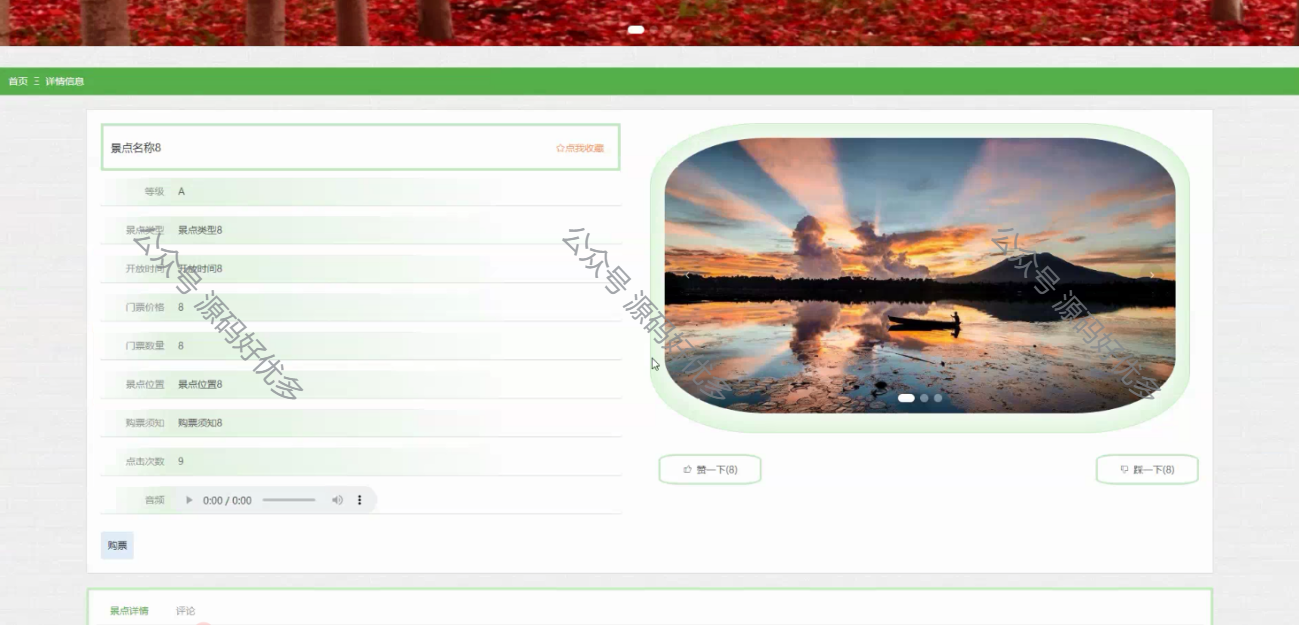 首页 Ξ 详情信息
景点名称8
☆点我收藏
等级 A
景点类型 景点类型8
开放时间 开放时间8
门票价格 8
门票数量 8
景点位置 景点位置8
购票须知 购票须知8
点击次数 9
音频 0:00 / 0:00
购票
赞一下(8)
踩一下(8)
景点详情 评论
公众号:源码好优多
公众号:源码好优多
公众号:源码好优多